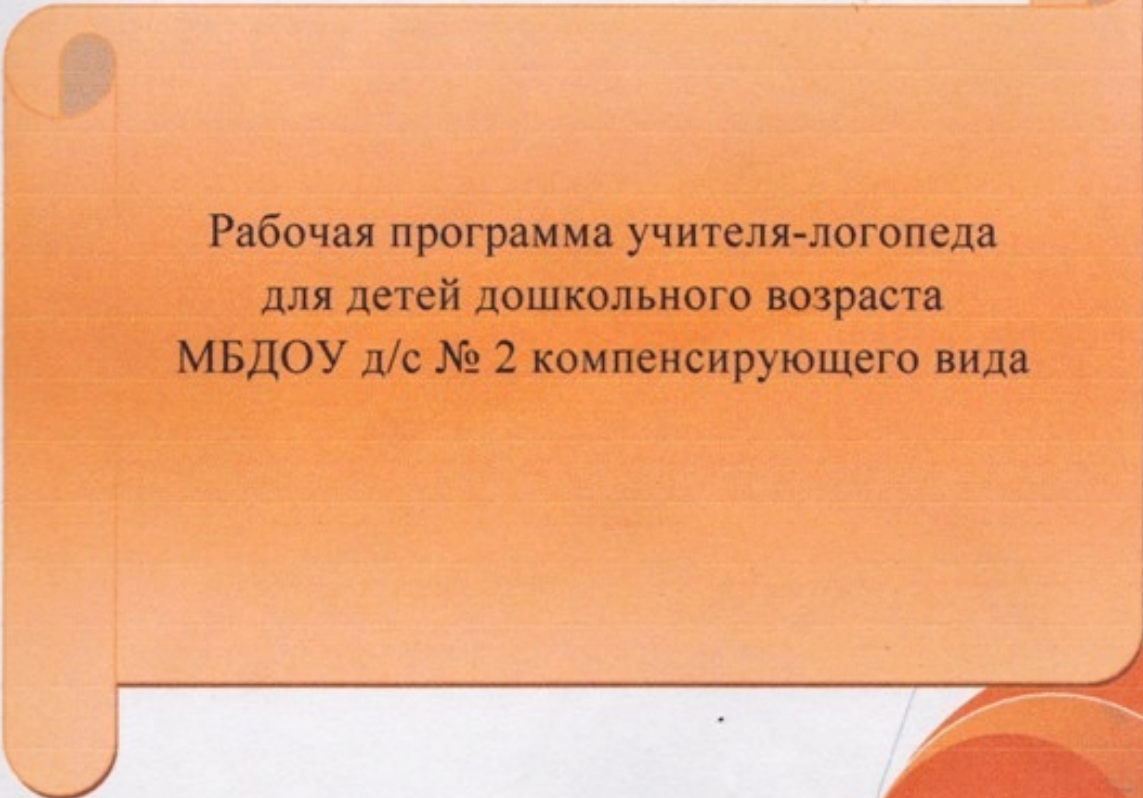 Рабочая программа учителя-логопеда
для детей дошкольного возраста
МБДОУ д/с № 2 компенсирующего вида